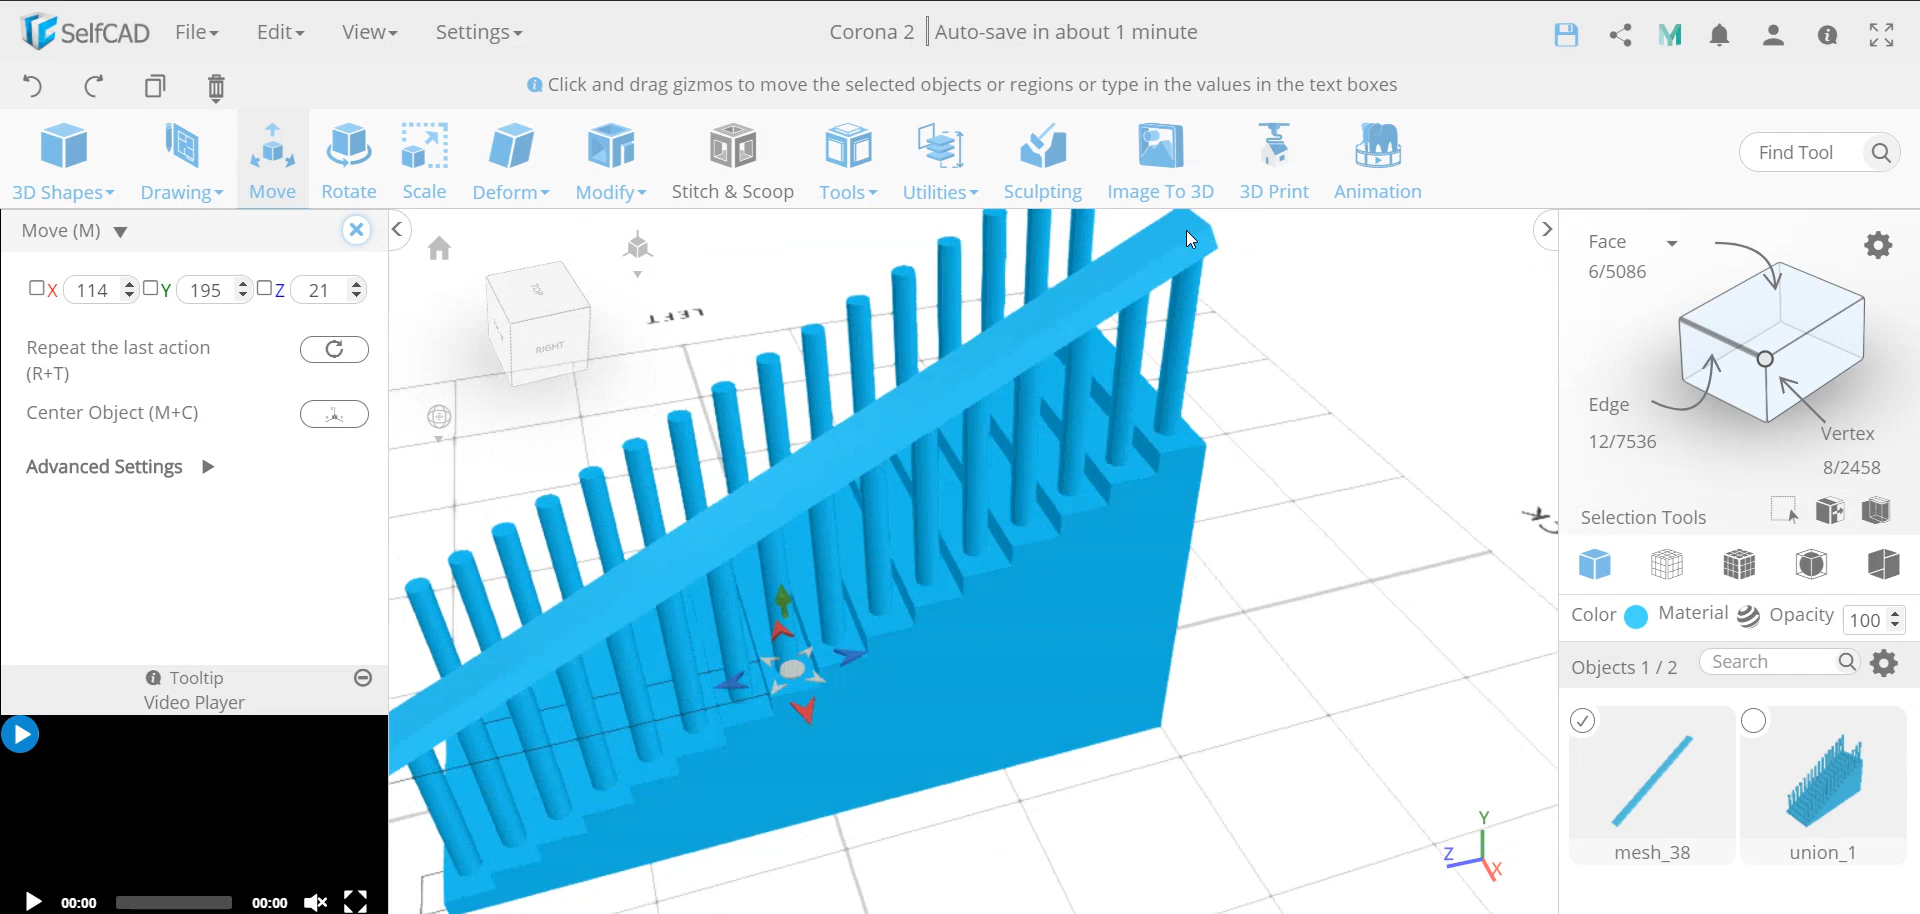 SelfCAD File Edit View Settings Corona 2 Auto-save in about 1 minute
Click and drag gizmos to move the selected objects or regions or type in the values in the text boxes
3D Shapes Drawing Move Rotate Scale Deform Modify Stitch & Scoop Tools Utilities Sculpting Image To 3D 3D Print Animation Find Tool
Move (M)
X 114 Y 195 Z 21
Repeat the last action
(R+T)
Center Object (M+C)
Advanced Settings
Tooltip
Video Player
00:00 00:00
TOP
RIGHT
LEFT
Y
Z
X
Face
6/5086
Edge
12/7536
Vertex
8/2458
Selection Tools
Color Material Opacity 100
Objects 1 / 2 Search
mesh_38 union_1